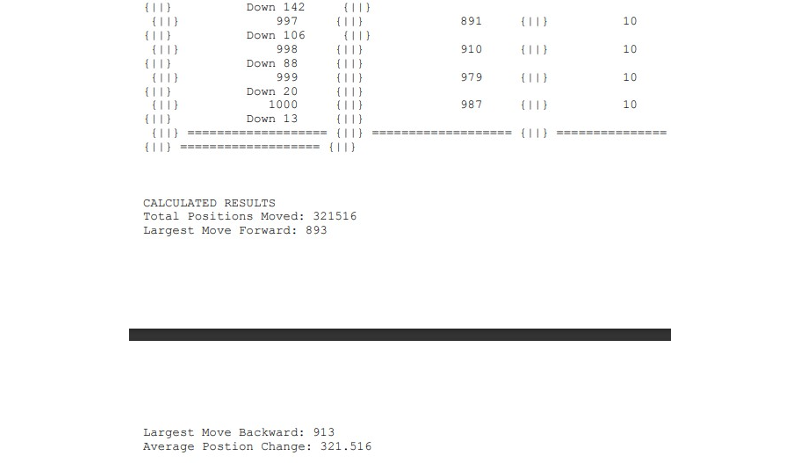 {||} Down 142 {||}
{||} 997 {||} 891 {||} 10
{||} Down 106 {||}
{||} 998 {||} 910 {||} 10
{||} Down 88 {||}
{||} 999 {||} 979 {||} 10
{||} Down 20 {||}
{||} 1000 {||} 987 {||} 10
{||} Down 13 {||}
{||} =================== {||} =================== {||} ===============
{||} =================== {||}
CALCULATED RESULTS
Total Positions Moved: 321516
Largest Move Forward: 893
Largest Move Backward: 913
Average Postion Change: 321.516